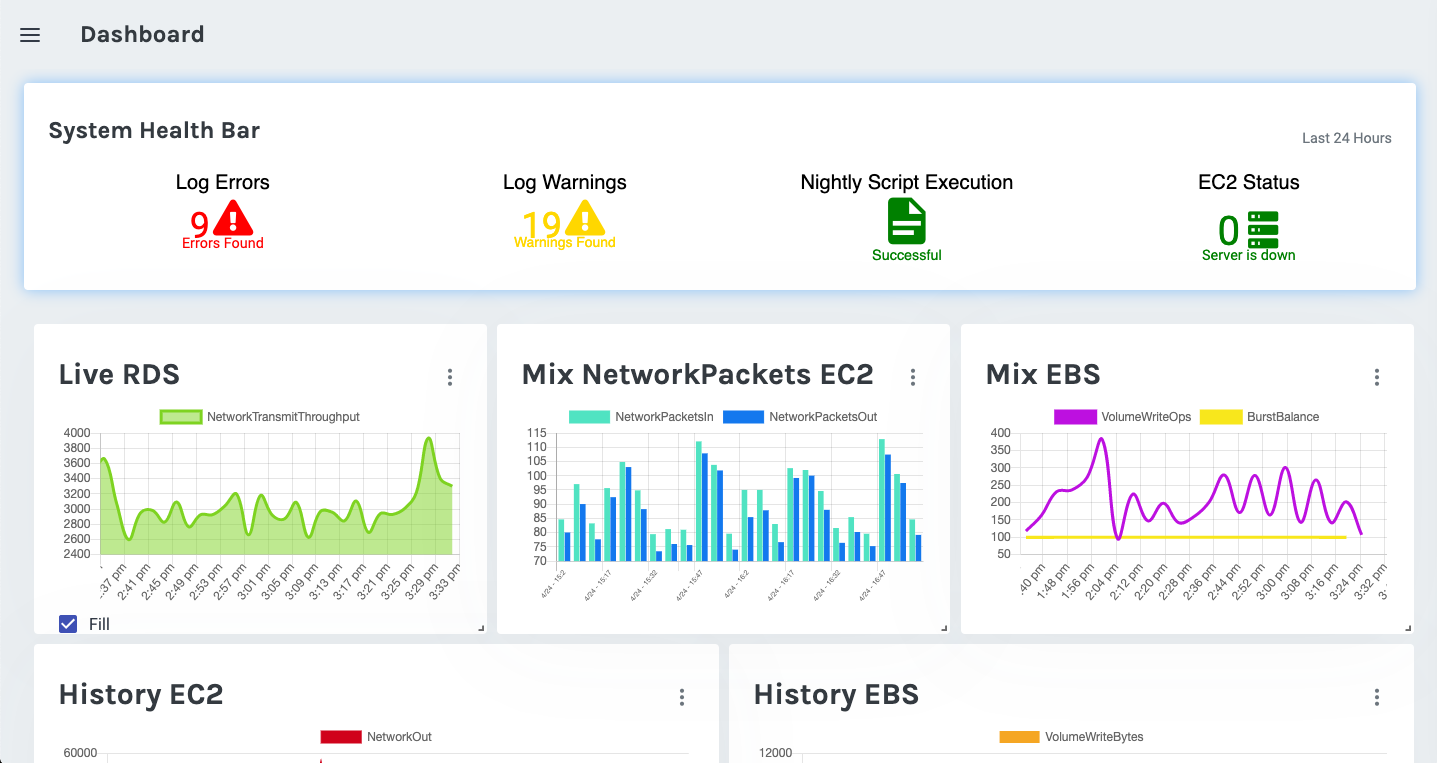 Dashboard
System Health Bar
Last 24 Hours
Log Errors
9
Errors Found
Log Warnings
19
Warnings Found
Nightly Script Execution
Successful
EC2 Status
0
Server is down
Live RDS
NetworkTransmitThroughput
4000
3800
3600
3400
3200
3000
2800
2600
2400
:37 pm
2:41 pm
2:45 pm
2:49 pm
2:53 pm
2:57 pm
3:01 pm
3:05 pm
3:09 pm
3:13 pm
3:17 pm
3:21 pm
3:25 pm
3:29 pm
3:33 pm
Fill
Mix NetworkPackets EC2
NetworkPacketsIn
NetworkPacketsOut
115
110
105
100
95
90
85
80
75
70
4/24 - 15:2
4/24 - 15:17
4/24 - 15:32
4/24 - 15:47
4/24 - 16:2
4/24 - 16:17
4/24 - 16:32
4/24 - 16:47
Mix EBS
VolumeWriteOps
BurstBalance
400
350
300
250
200
150
100
50
:40 pm
1:48 pm
1:56 pm
2:04 pm
2:12 pm
2:20 pm
2:28 pm
2:36 pm
2:44 pm
2:52 pm
3:00 pm
3:08 pm
3:16 pm
3:24 pm
3:32 pm
3:
History EC2
NetworkOut
60000
History EBS
VolumeWriteBytes
12000